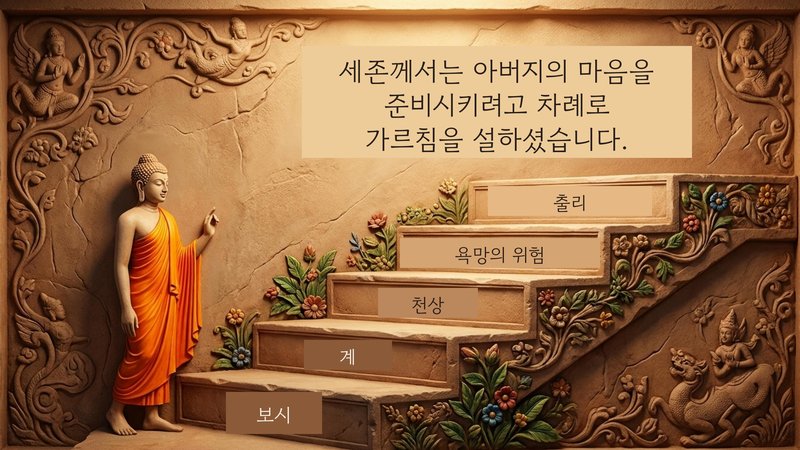 세존께서는 아버지의 마음을
준비시키려고 차례로
가르침을 설하셨습니다.
출리
욕망의 위험
천상
계
보시